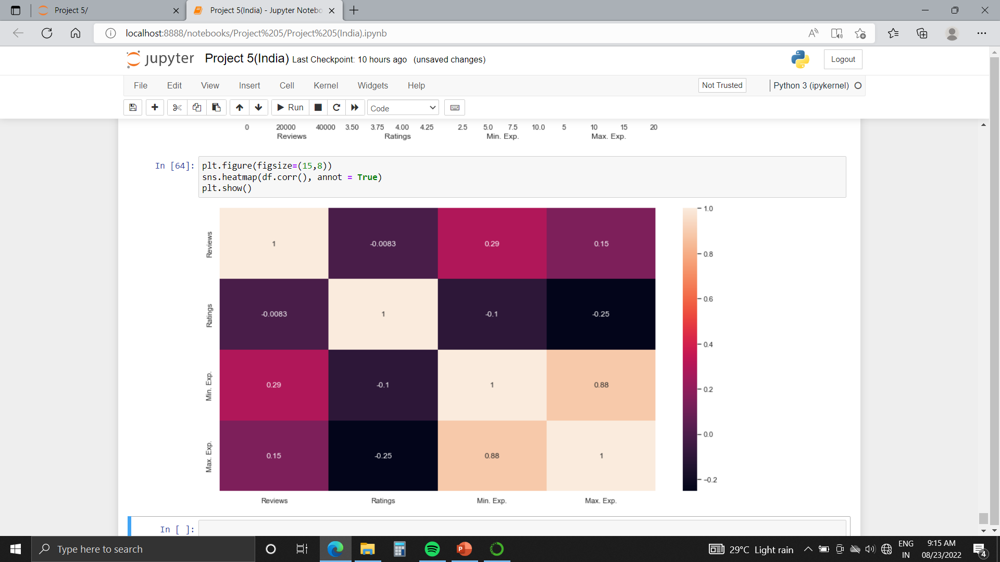 Project 5/
Project 5(India) - Jupyter Notebo
localhost:8888/notebooks/Project%205/Project%205(India).ipynb
jupyter Project 5(India) Last Checkpoint: 10 hours ago (unsaved changes)
Logout
File Edit View Insert Cell Kernel Widgets Help
Not Trusted
Python 3 (ipykernel)
Run
Code
0 20000 40000 3.50 3.75 4.00 4.25 2.5 5.0 7.5 10.0 5 10 15 20
Reviews Ratings Min. Exp. Max. Exp.
In [64]: plt.figure(figsize=(15,8))
sns.heatmap(df.corr(), annot = True)
plt.show()
Reviews 1 -0.0083 0.29 0.15
Ratings -0.0083 1 -0.1 -0.25
Min. Exp. 0.29 -0.1 1 0.88
Max. Exp. 0.15 -0.25 0.88 1
Reviews Ratings Min. Exp. Max. Exp.
1.0
0.8
0.6
0.4
0.2
0.0
−0.2
In [ ]:
Type here to search
29°C Light rain
ENG
IN
9:15 AM
08/23/2022
4